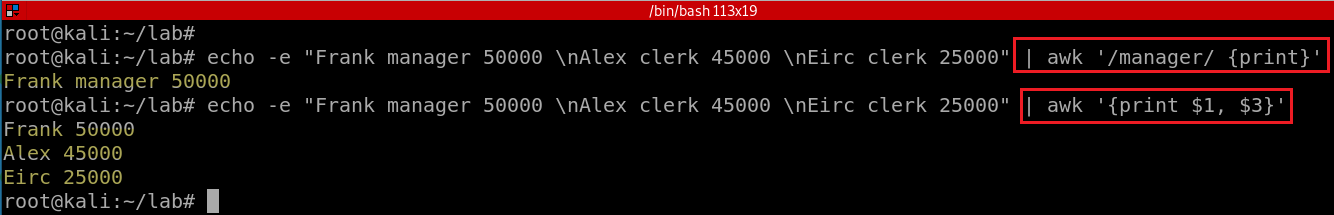 /bin/bash 113x19
root@kali:~/lab#
root@kali:~/lab# echo -e "Frank manager 50000 \nAlex clerk 45000 \nEirc clerk 25000" | awk '/manager/ {print}'
Frank manager 50000
root@kali:~/lab# echo -e "Frank manager 50000 \nAlex clerk 45000 \nEirc clerk 25000" | awk '{print $1, $3}'
Frank 50000
Alex 45000
Eirc 25000
root@kali:~/lab#